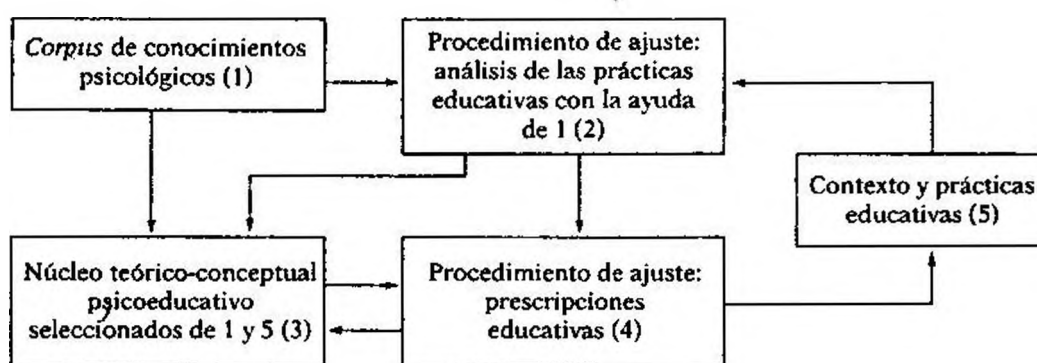 Corpus de conocimientos
psicológicos (1)
Procedimiento de ajuste:
análisis de las prácticas
educativas con la ayuda
de 1 (2)
Contexto y prácticas
educativas (5)
Núcleo teórico-conceptual
psicoeducativo
seleccionados de 1 y 5 (3)
Procedimiento de ajuste:
prescripciones
educativas (4)